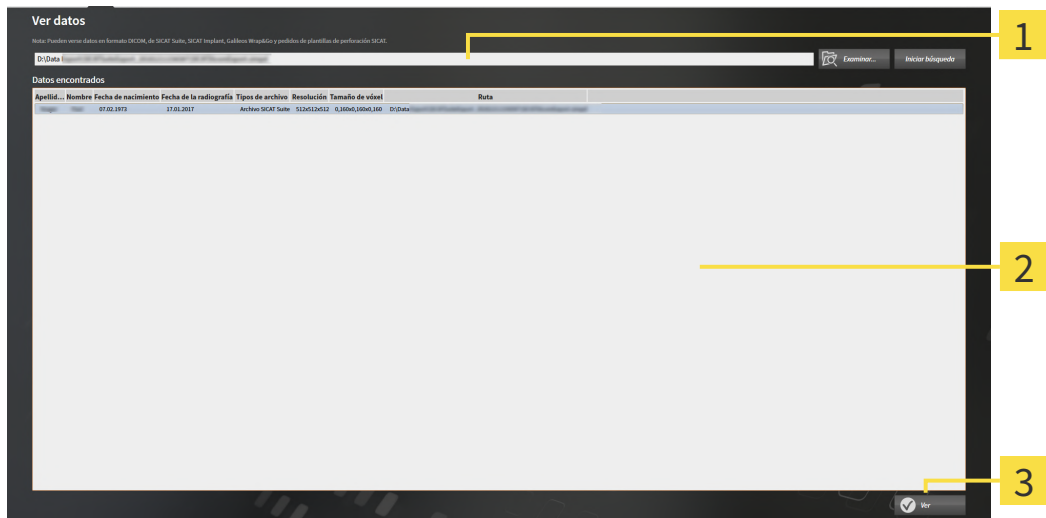 Ver datos
Nota: Pueden verse datos en formato DICOM, de SICAT Suite, SICAT Implant, Galileos Wrap&Go y pedidos de plantillas de perforación SICAT.
1
D:\Data
Examinar... Iniciar búsqueda
Datos encontrados
Apellid... Nombre Fecha de nacimiento Fecha de la radiografía Tipos de archivo Resolución Tamaño de vóxel Ruta
07.02.1973 17.01.2017 Archivo SICAT Suite 512x512x512 0,160x0,160x0,160 D:\Data
2
3
Ver